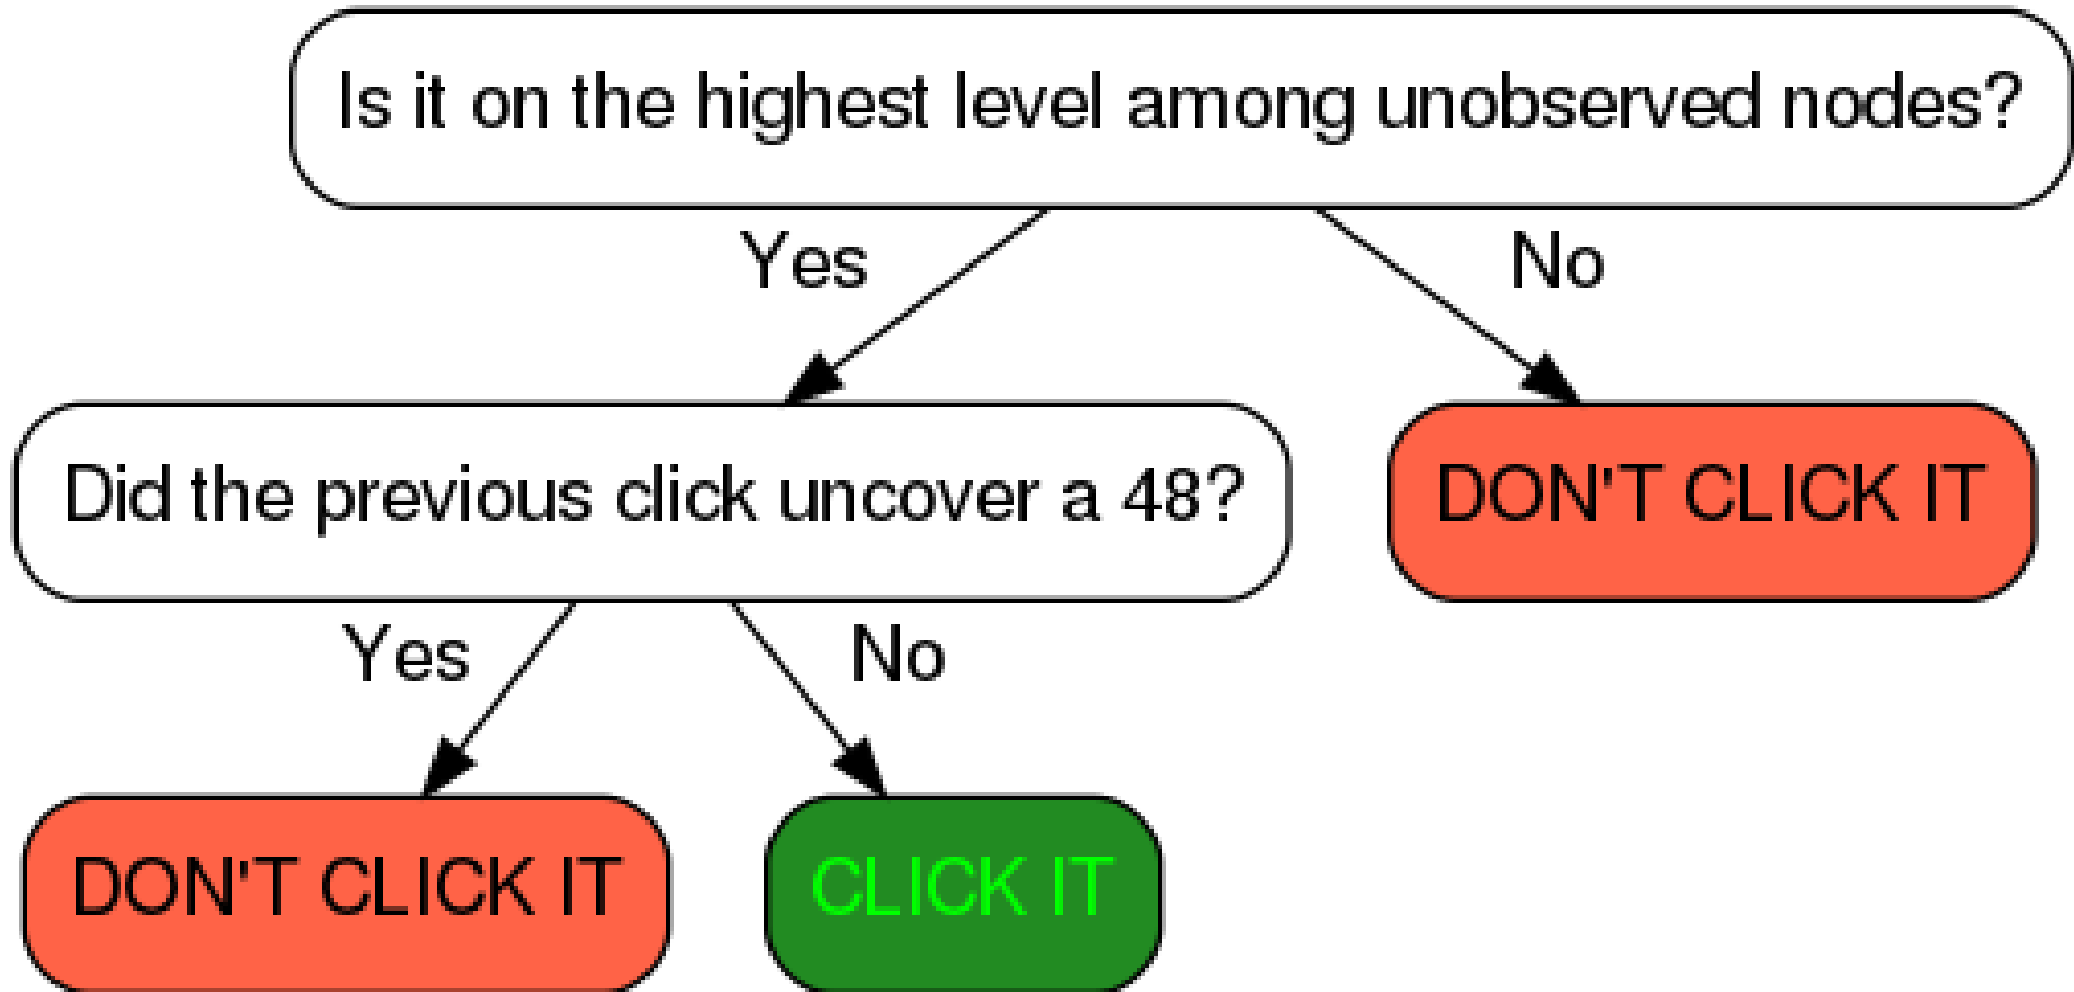 Is it on the highest level among unobserved nodes?
Yes
No
Did the previous click uncover a 48?
DON'T CLICK IT
Yes
No
DON'T CLICK IT
CLICK IT